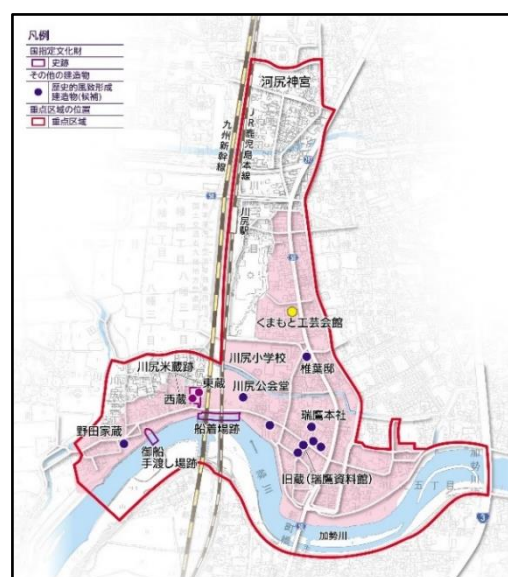 凡例
国指定文化財
史跡
その他の建造物
歴史的風致形成
建造物(候補)
重点区域の位置
重点区域
河尻神宮
JR鹿児島本線
九州新幹線
川尻駅
くまもと工芸会館
川尻小学校
椎葉邸
川尻米蔵跡
東蔵
西蔵
川尻公会堂
瑞鷹本社
野田家蔵
船着場跡
御船
手渡し場跡
旧蔵(瑞鷹資料館)
緑川
加勢川
加勢川
五丁目
3